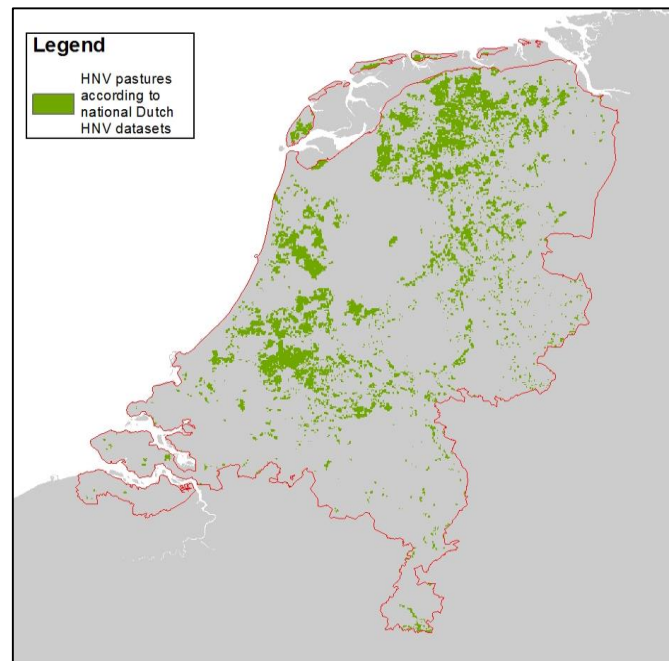 Legend
HNV pastures
according to
national Dutch
HNV datasets